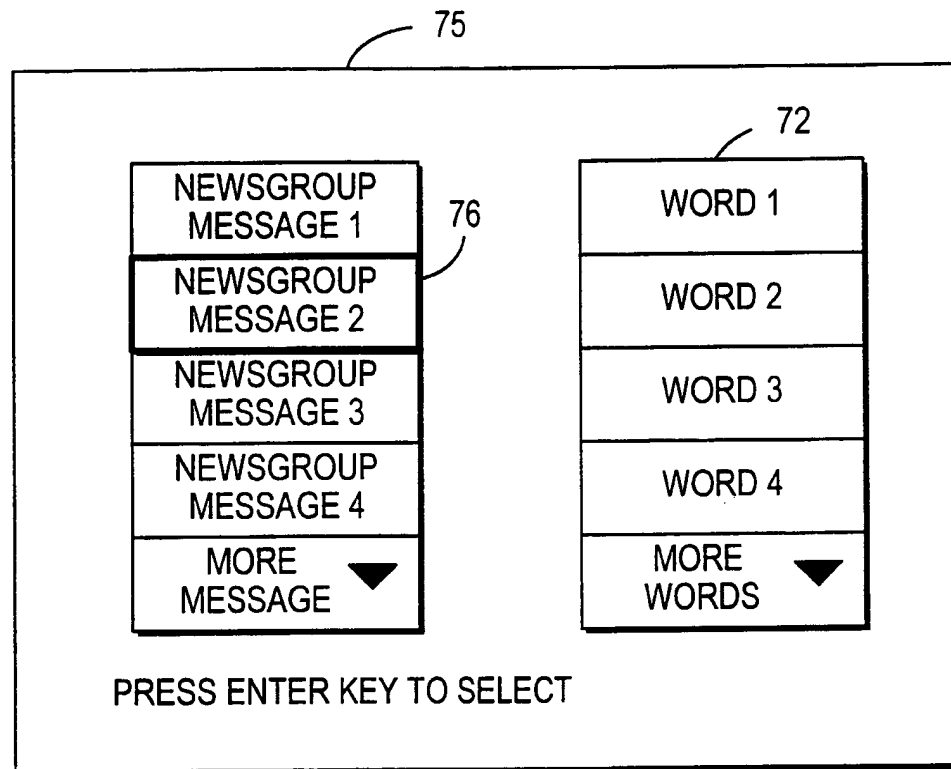 75
72
76
NEWSGROUP
MESSAGE 1
NEWSGROUP
MESSAGE 2
NEWSGROUP
MESSAGE 3
NEWSGROUP
MESSAGE 4
MORE
MESSAGE
WORD 1
WORD 2
WORD 3
WORD 4
MORE
WORDS
PRESS ENTER KEY TO SELECT